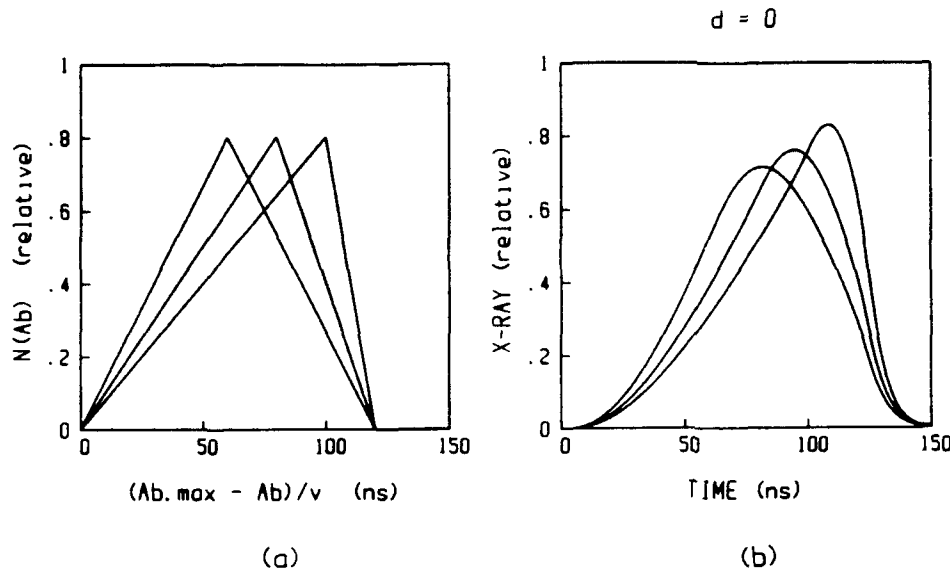 d = 0
1
.8
.6
.4
.2
0
N(Ab) (relative)
0 50 100 150
(Ab.max - Ab)/v (ns)
(a)
1
.8
.6
.4
.2
0
X-RAY (relative)
0 50 100 150
TIME (ns)
(b)